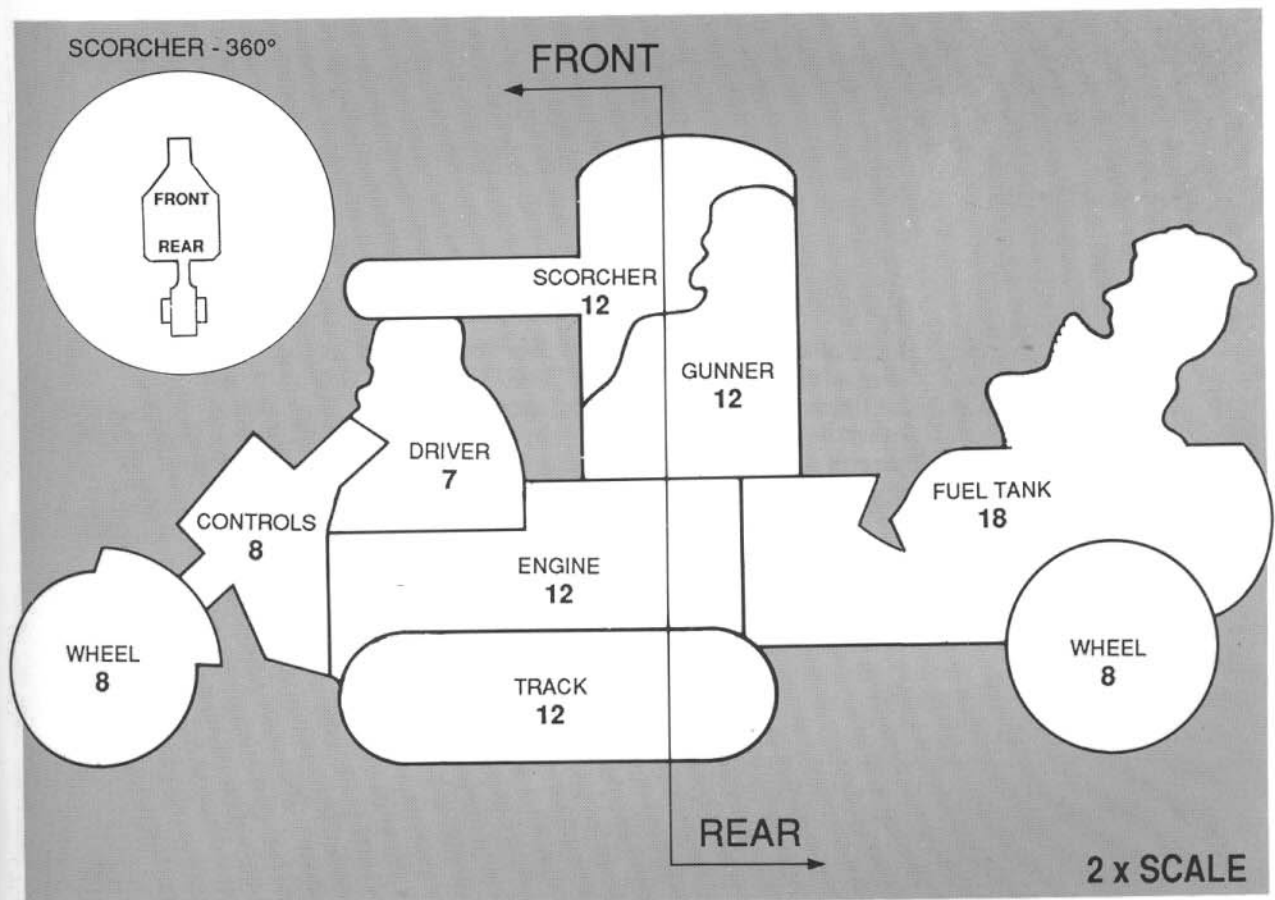 SCORCHER - 360°
FRONT
REAR
FRONT
SCORCHER
12
GUNNER
12
DRIVER
7
CONTROLS
8
FUEL TANK
18
ENGINE
12
WHEEL
8
TRACK
12
WHEEL
8
REAR
2 x SCALE